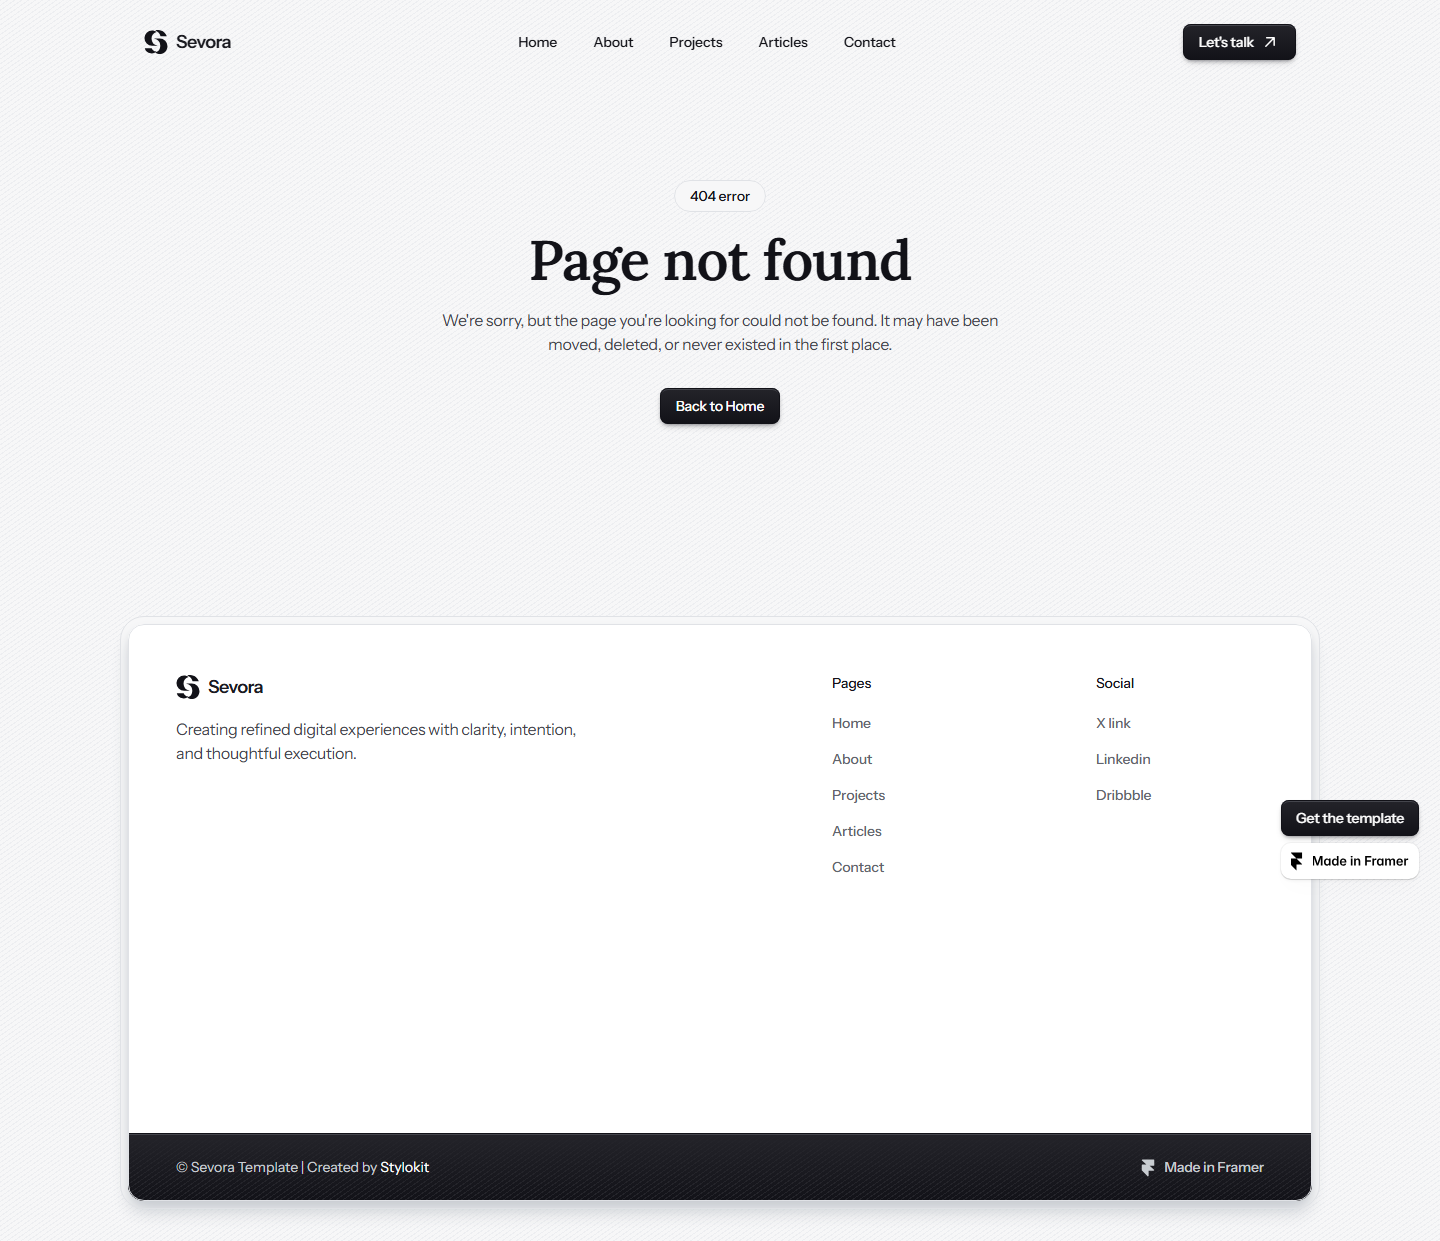 Sevora
Home
About
Projects
Articles
Contact
Let's talk
404 error
Page not found
We're sorry, but the page you're looking for could not be found. It may have been
moved, deleted, or never existed in the first place.
Back to Home
Sevora
Creating refined digital experiences with clarity, intention,
and thoughtful execution.
Pages
Home
About
Projects
Articles
Contact
Social
X link
Linkedin
Dribbble
Get the template
Made in Framer
© Sevora Template | Created by Stylokit
Made in Framer